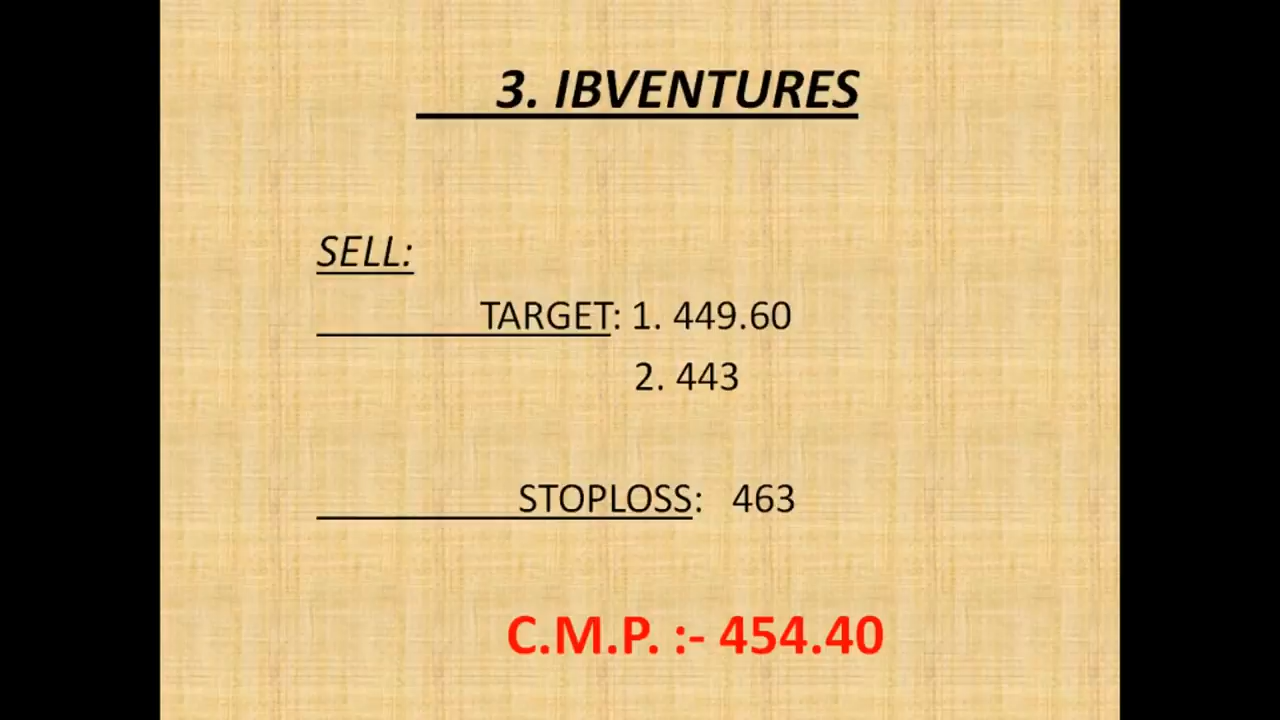 3. IBVENTURES
SELL:
TARGET: 1. 449.60
2. 443
STOPLOSS: 463
C.M.P. :- 454.40